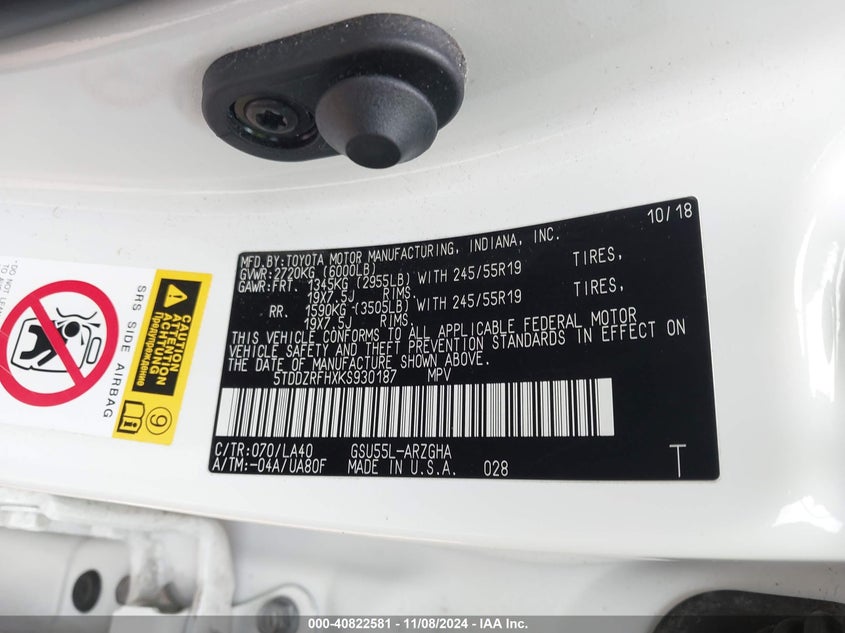 10/18
MFD.BY:TOYOTA MOTOR MANUFACTURING, INDIANA, INC.
GVWR:2720KG (6000LB)
GAWR:FRT. 1345KG (2955LB) WITH 245/55R19 TIRES,
19X7.5J RIMS
RR. 1590KG (3505LB) WITH 245/55R19 TIRES,
19X7.5J RIMS
THIS VEHICLE CONFORMS TO ALL APPLICABLE FEDERAL MOTOR
VEHICLE SAFETY AND THEFT PREVENTION STANDARDS IN EFFECT ON
THE DATE OF MANUFACTURE SHOWN ABOVE.
5TDDZRFHXKS930187 MPV
C/TR:070/LA40 GSU55L-ARZGHA
A/TM:-04A/UA80F MADE IN U.S.A. 028
T
SRS SIDE AIRBAG
CAUTION
ATTENTION
ACHTUNG
Предупреждение
9
000-40822581 - 11/08/2024 - IAA Inc.